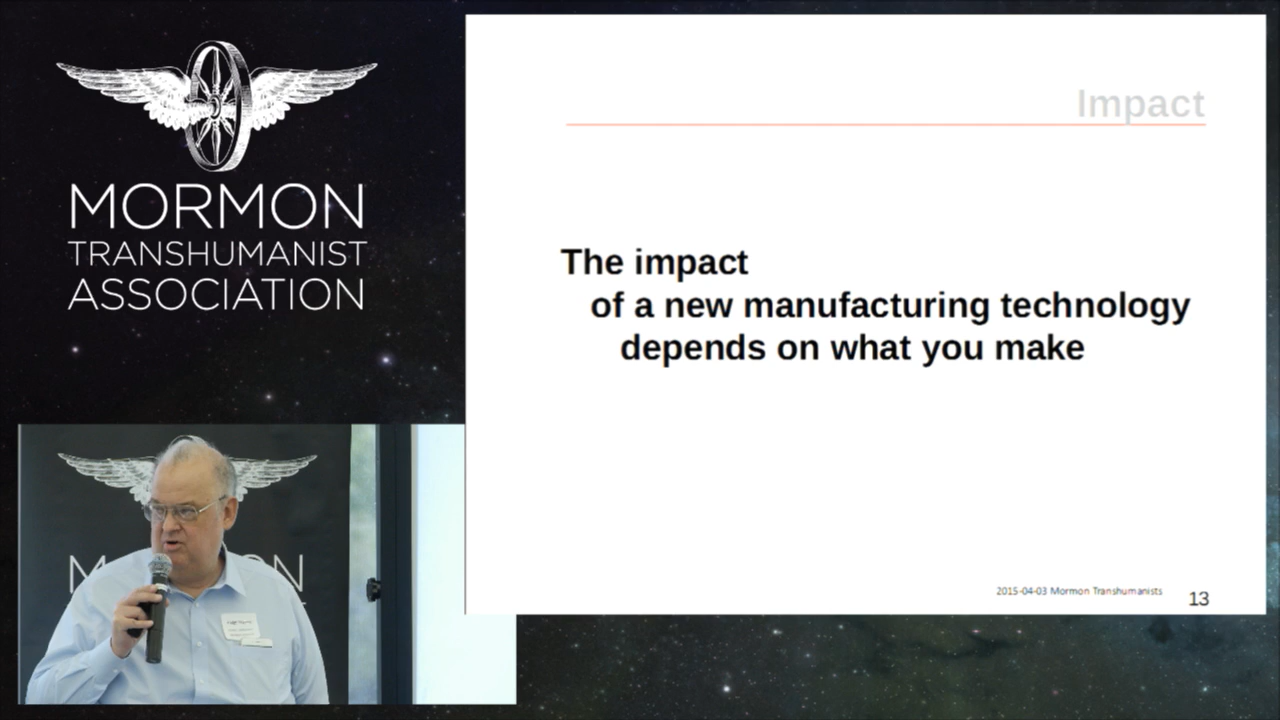 MORMON
TRANSHUMANIST
ASSOCIATION
Impact
The impact
of a new manufacturing technology
depends on what you make
2015-04-03 Mormon Transhumanists
13